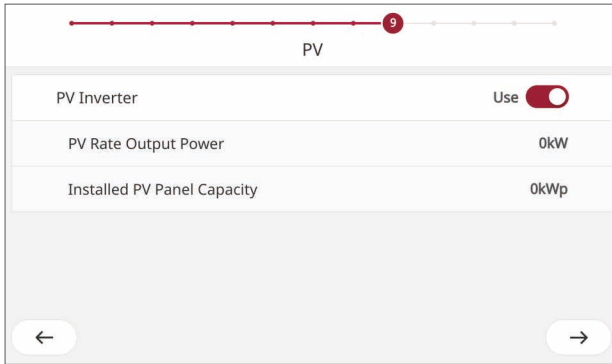 9
PV
PV Inverter Use
PV Rate Output Power 0kW
Installed PV Panel Capacity 0kWp